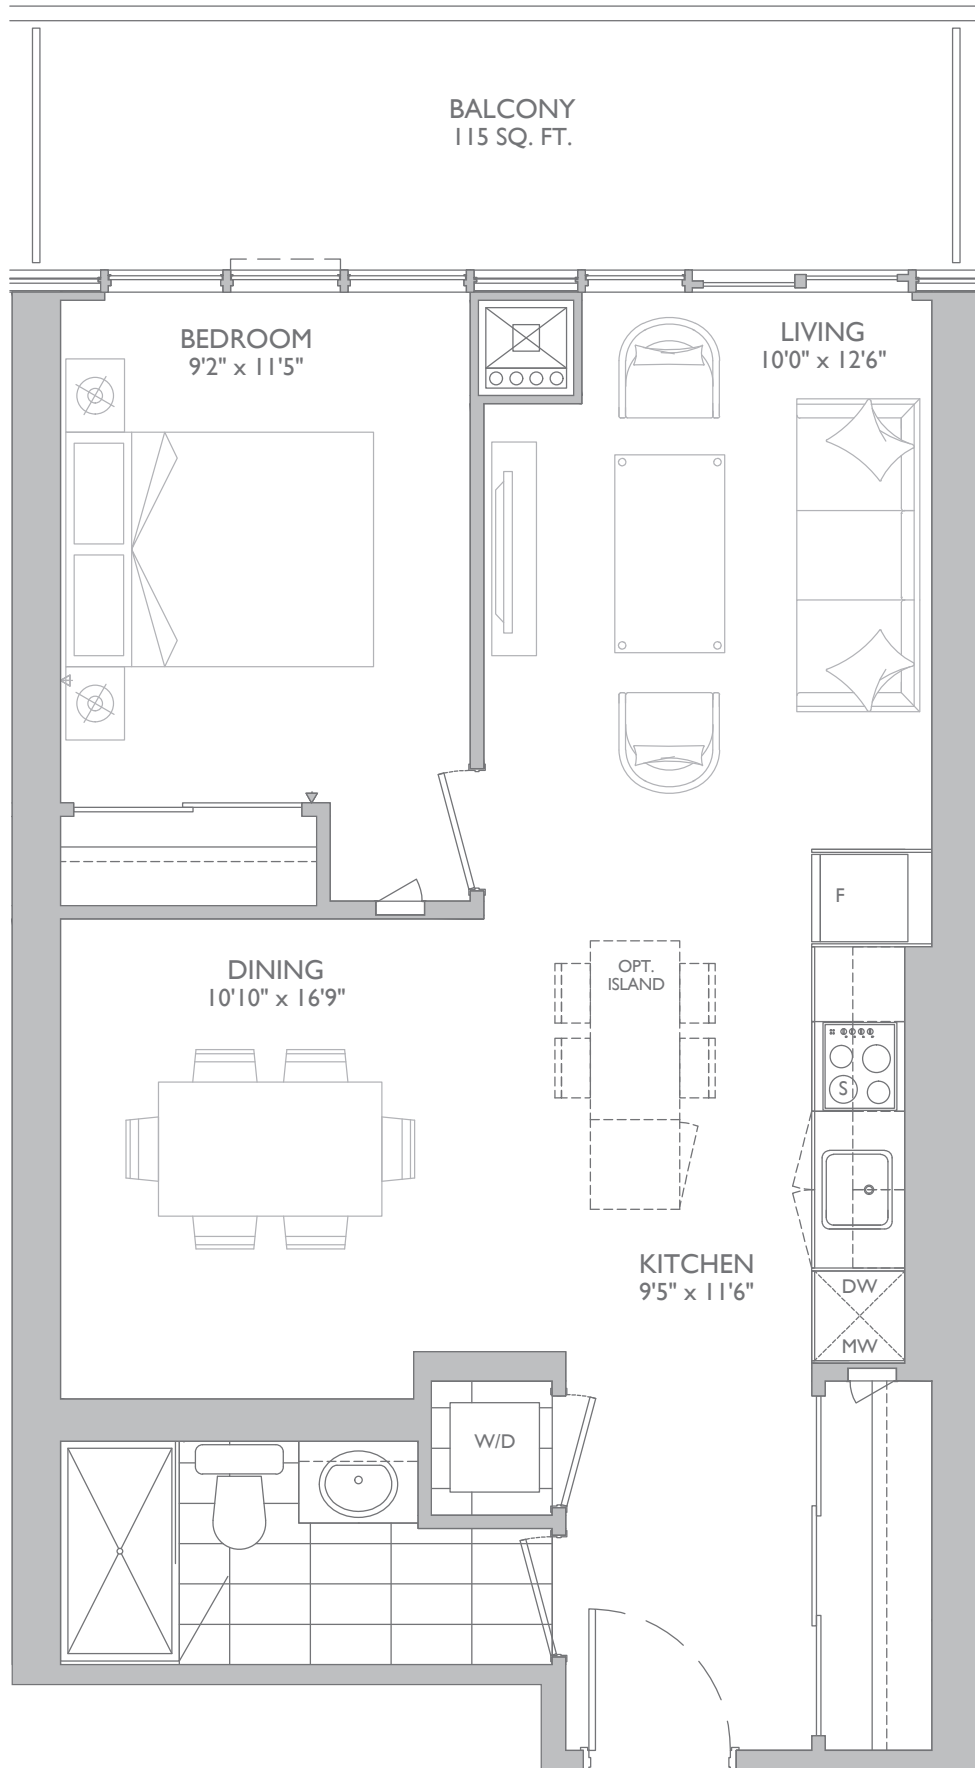 BALCONY
115 SQ. FT.
BEDROOM
9'2" x 11'5"
LIVING
10'0" x 12'6"
F
DINING
10'10" x 16'9"
OPT.
ISLAND
S
KITCHEN
9'5" x 11'6"
DW
MW
W/D